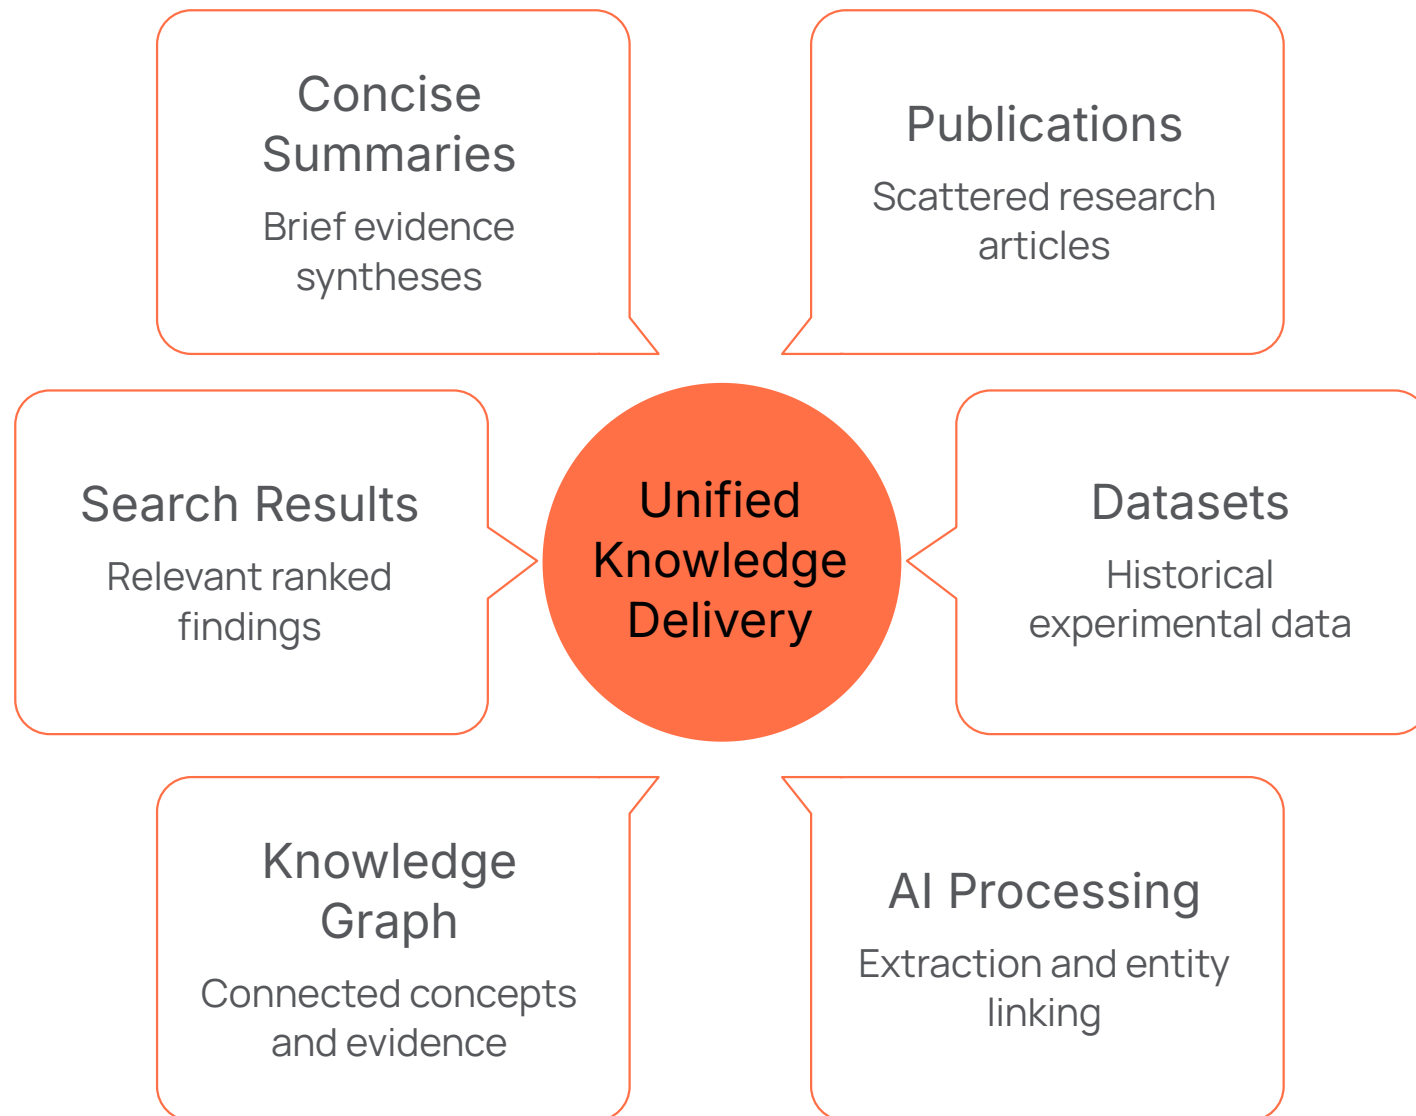 Concise
Summaries
Brief evidence
syntheses
Publications
Scattered research
articles
Search Results
Relevant ranked
findings
Unified
Knowledge
Delivery
Datasets
Historical
experimental data
Knowledge
Graph
Connected concepts
and evidence
AI Processing
Extraction and entity
linking